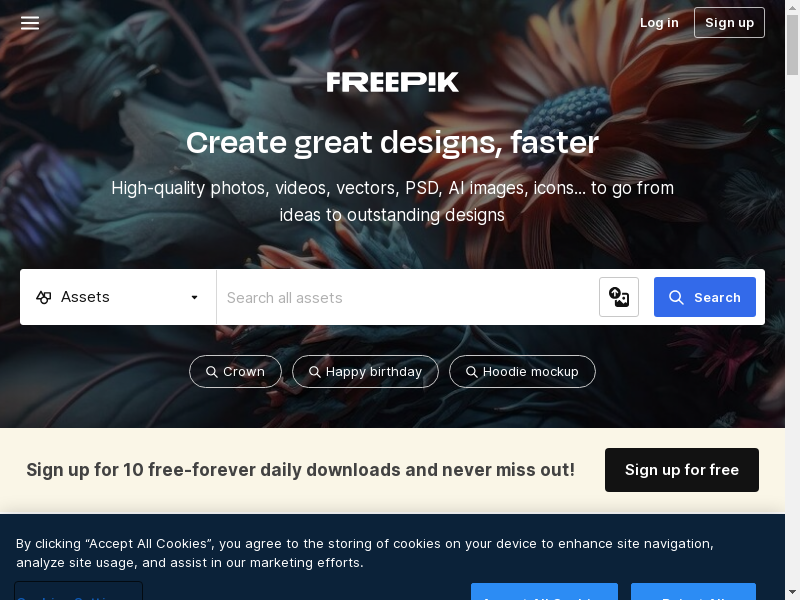 Log in
Sign up
FREEPIK
Create great designs, faster
High-quality photos, videos, vectors, PSD, AI images, icons... to go from
ideas to outstanding designs
Assets
Search all assets
Search
Crown
Happy birthday
Hoodie mockup
Sign up for 10 free-forever daily downloads and never miss out!
Sign up for free
By clicking “Accept All Cookies”, you agree to the storing of cookies on your device to enhance site navigation,
analyze site usage, and assist in our marketing efforts.